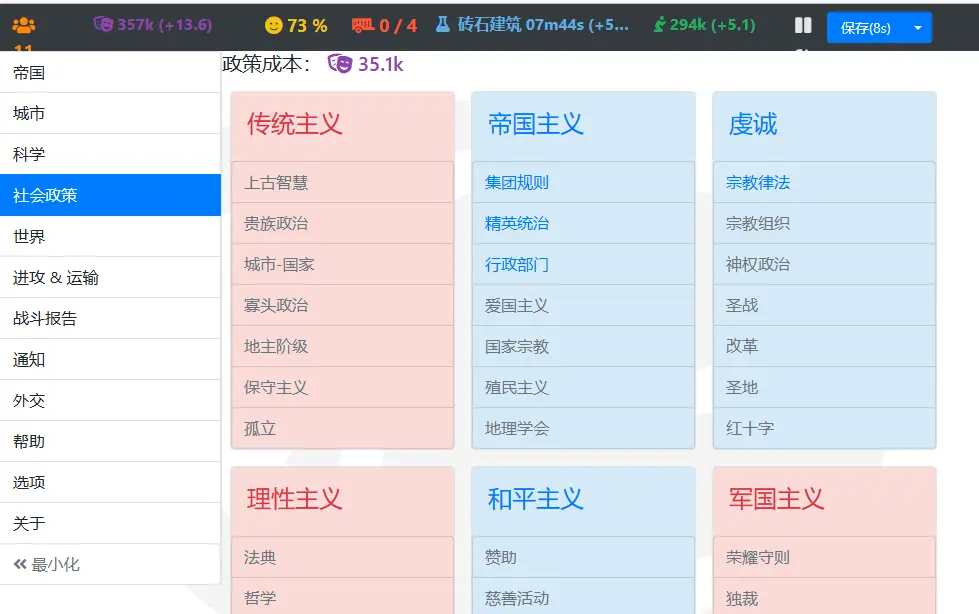 357k (+13.6) 73 % 0 / 4 砖石建筑 07m44s (+5... 294k (+5.1) 保存(8s)
11
帝国
城市
科学
社会政策
世界
进攻 & 运输
战斗报告
通知
外交
帮助
选项
关于
最小化
政策成本： 35.1k
传统主义
上古智慧
贵族政治
城市-国家
寡头政治
地主阶级
保守主义
孤立
帝国主义
集团规则
精英统治
行政部门
爱国主义
国家宗教
殖民主义
地理学会
虔诚
宗教律法
宗教组织
神权政治
圣战
改革
圣地
红十字
理性主义
法典
哲学
和平主义
赞助
慈善活动
军国主义
荣耀守则
独裁